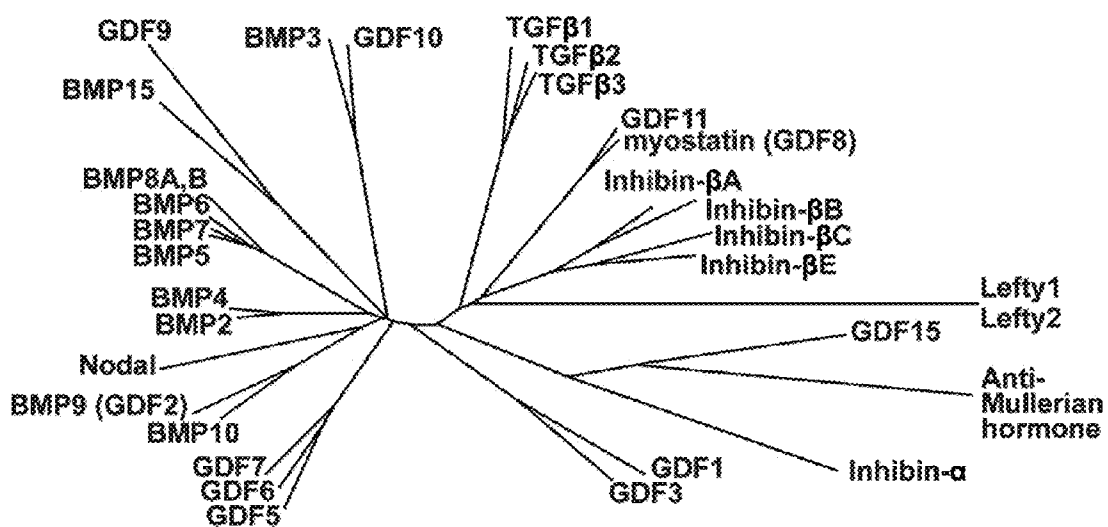 GDF9
BMP3
GDF10
TGFβ1
TGFβ2
TGFβ3
BMP15
GDF11
myostatin (GDF8)
BMP8A,B
BMP6
BMP7
BMP5
Inhibin-βA
Inhibin-βB
Inhibin-βC
Inhibin-βE
BMP4
BMP2
Lefty1
Lefty2
GDF15
Nodal
Anti-
Mullerian
hormone
BMP9 (GDF2)
BMP10
GDF7
GDF6
GDF5
GDF1
GDF3
Inhibin-α